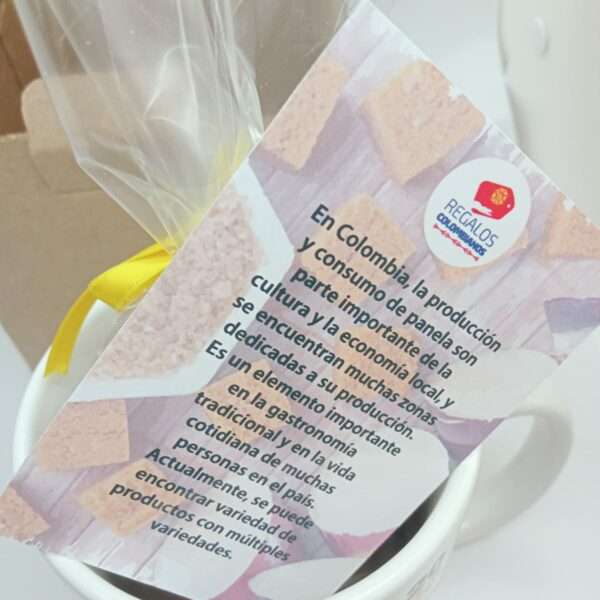 REGALOS
COLOMBIANOS
En Colombia, la producción
y consumo de panela son
parte importante de la
cultura y la economía local, y
se encuentran muchas zonas
dedicadas a su producción.
Es un elemento importante
en la gastronomía
tradicional y en la vida
cotidiana de muchas
personas en el país.
Actualmente, se puede
encontrar variedad de
productos con múltiples
variedades.